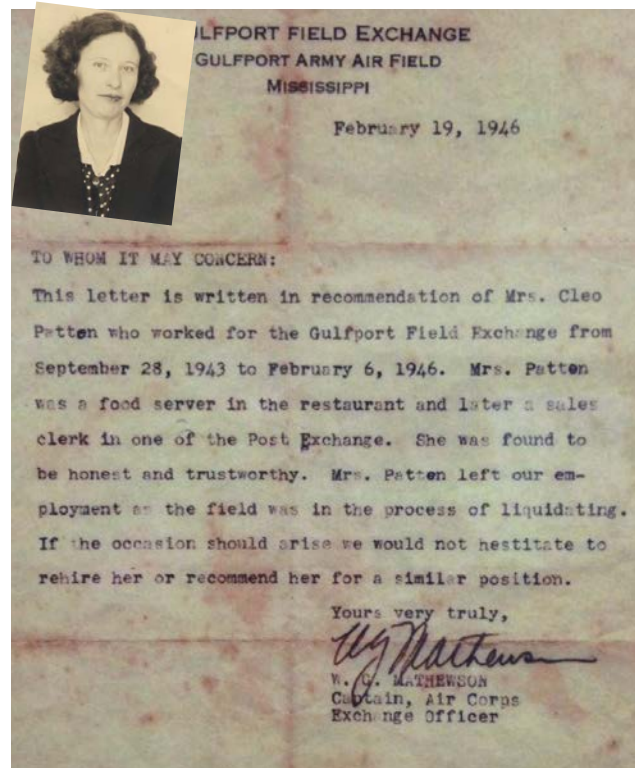 GULFPORT FIELD EXCHANGE
GULFPORT ARMY AIR FIELD
MISSISSIPPI
February 19, 1946
TO WHOM IT MAY CONCERN:
This letter is written in recommendation of Mrs. Cleo
Patten who worked for the Gulfport Field Exchange from
September 28, 1943 to February 6, 1946. Mrs. Patten
was a food server in the restaurant and later a sales
clerk in one of the Post Exchange. She was found to
be honest and trustworthy. Mrs. Patten left our em-
ployment as the field was in the process of liquidating.
If the occasion should arise we would not hestitate to
rehire her or recommend her for a similar position.
Yours very truly,
W G Mathewson
W. G. MATHEWSON
Captain, Air Corps
Exchange Officer